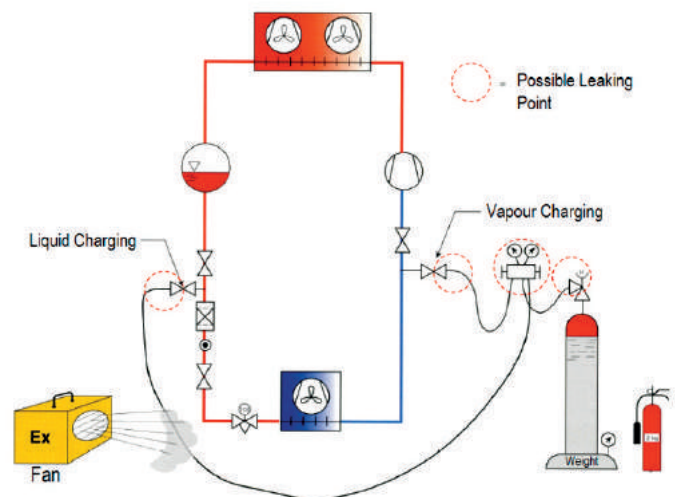 Possible Leaking
Point
Vapour Charging
Liquid Charging
Ex
Fan
Weight